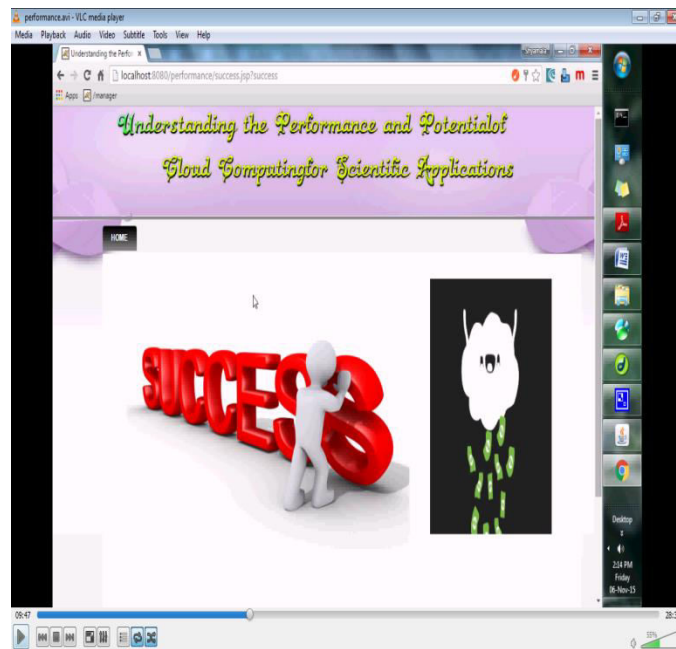 performance.avi - VLC media player
Media Playback Audio Video Subtitle Tools View Help
Understanding the Perfor
localhost:8080/performance/success.jsp?success
Apps /manager
Understanding the Performance and Potentialof
Cloud Computingfor Scientific Applications
HOME
SUCCESS
Desktop
2:14 PM
Friday
06-Nov-15
09:47
55%